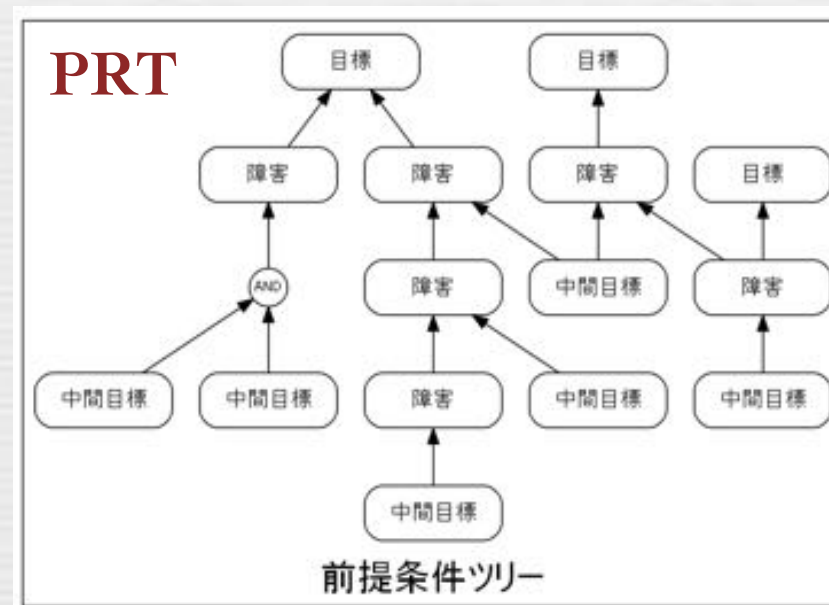 PRT
目標
目標
障害
障害
障害
目標
AND
障害
中間目標
障害
中間目標
中間目標
障害
中間目標
中間目標
中間目標
前提条件ツリー